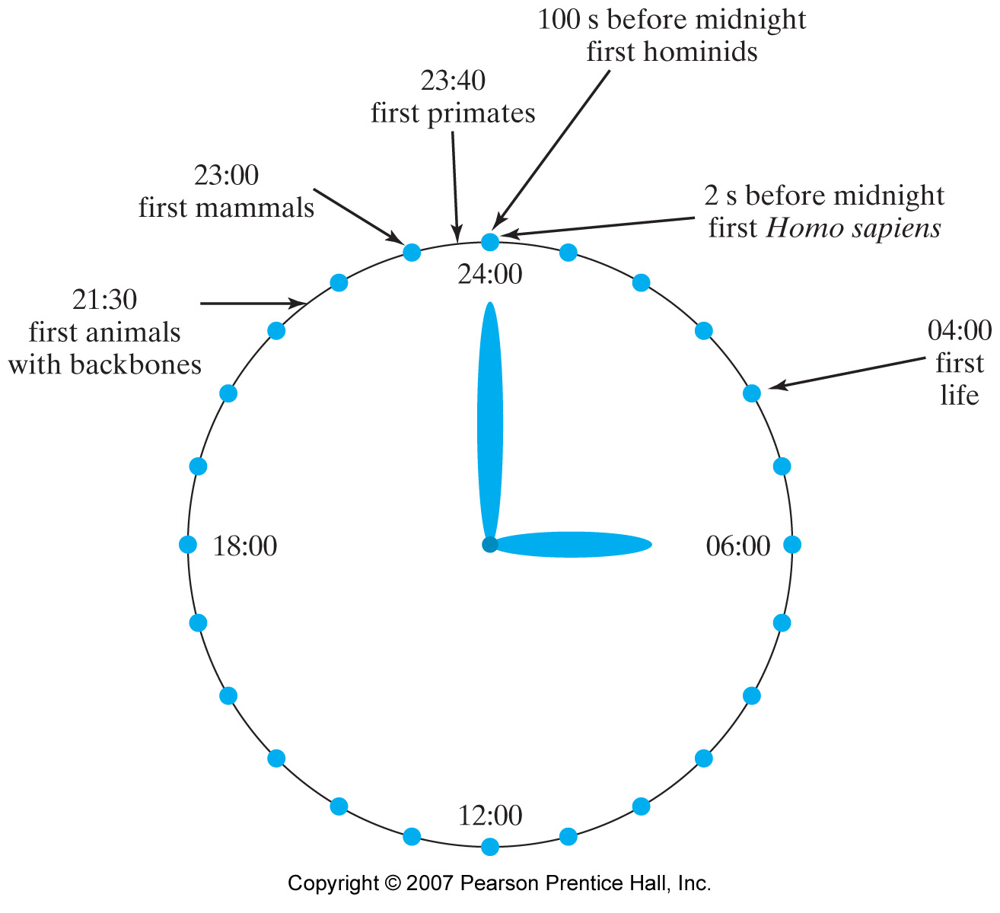 100 s before midnight
first hominids
23:40
first primates
23:00
first mammals
2 s before midnight
first Homo sapiens
24:00
21:30
first animals
with backbones
04:00
first
life
18:00
06:00
12:00
Copyright © 2007 Pearson Prentice Hall, Inc.